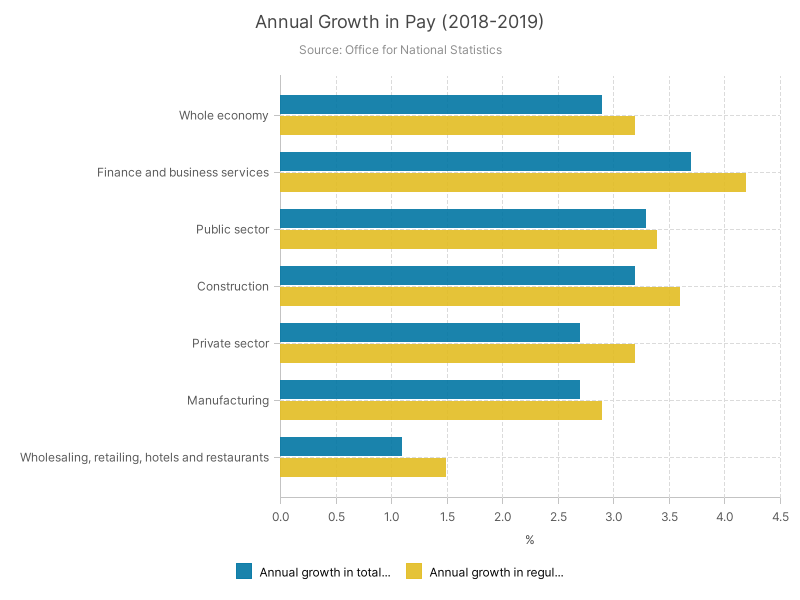 Annual Growth in Pay (2018-2019)
Source: Office for National Statistics
Whole economy
Finance and business services
Public sector
Construction
Private sector
Manufacturing
Wholesaling, retailing, hotels and restaurants
0.0 0.5 1.0 1.5 2.0 2.5 3.0 3.5 4.0 4.5
%
Annual growth in total... Annual growth in regul...